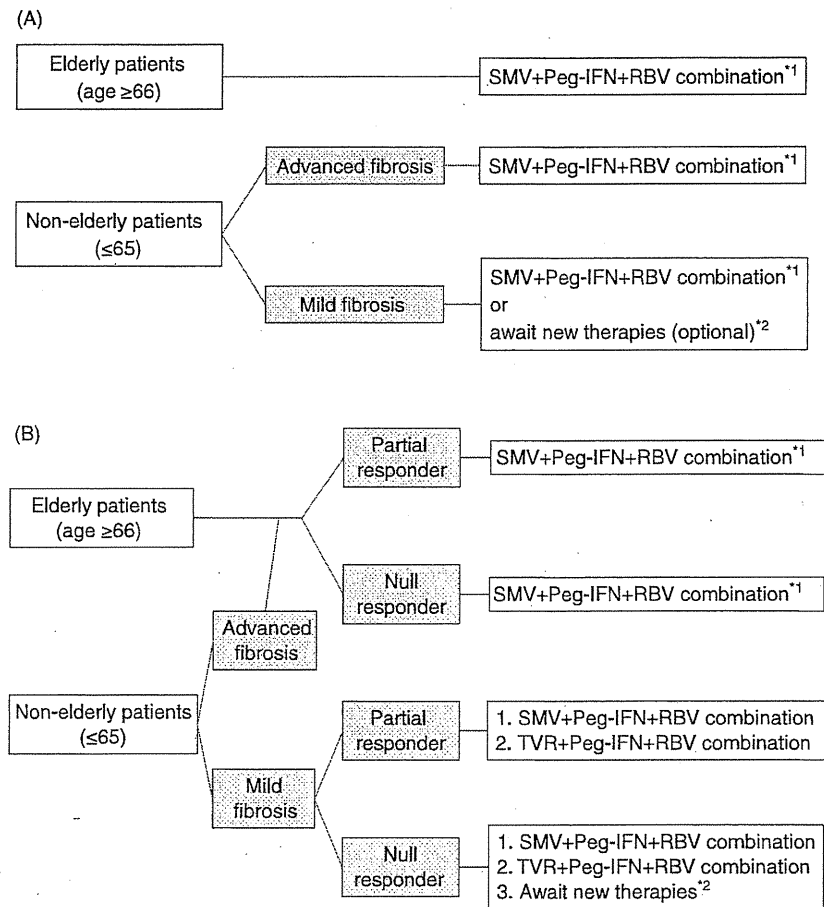 (A)
Elderly patients
(age ≥66)
SMV+Peg-IFN+RBV combination*1
Advanced fibrosis
SMV+Peg-IFN+RBV combination*1
Non-elderly patients
(≤65)
Mild fibrosis
SMV+Peg-IFN+RBV combination*1
or
await new therapies (optional)*2
(B)
Partial
responder
SMV+Peg-IFN+RBV combination*1
Elderly patients
(age ≥66)
Null
responder
SMV+Peg-IFN+RBV combination*1
Advanced
fibrosis
Non-elderly patients
(≤65)
Partial
responder
1. SMV+Peg-IFN+RBV combination
2. TVR+Peg-IFN+RBV combination
Mild
fibrosis
Null
responder
1. SMV+Peg-IFN+RBV combination
2. TVR+Peg-IFN+RBV combination
3. Await new therapies*2